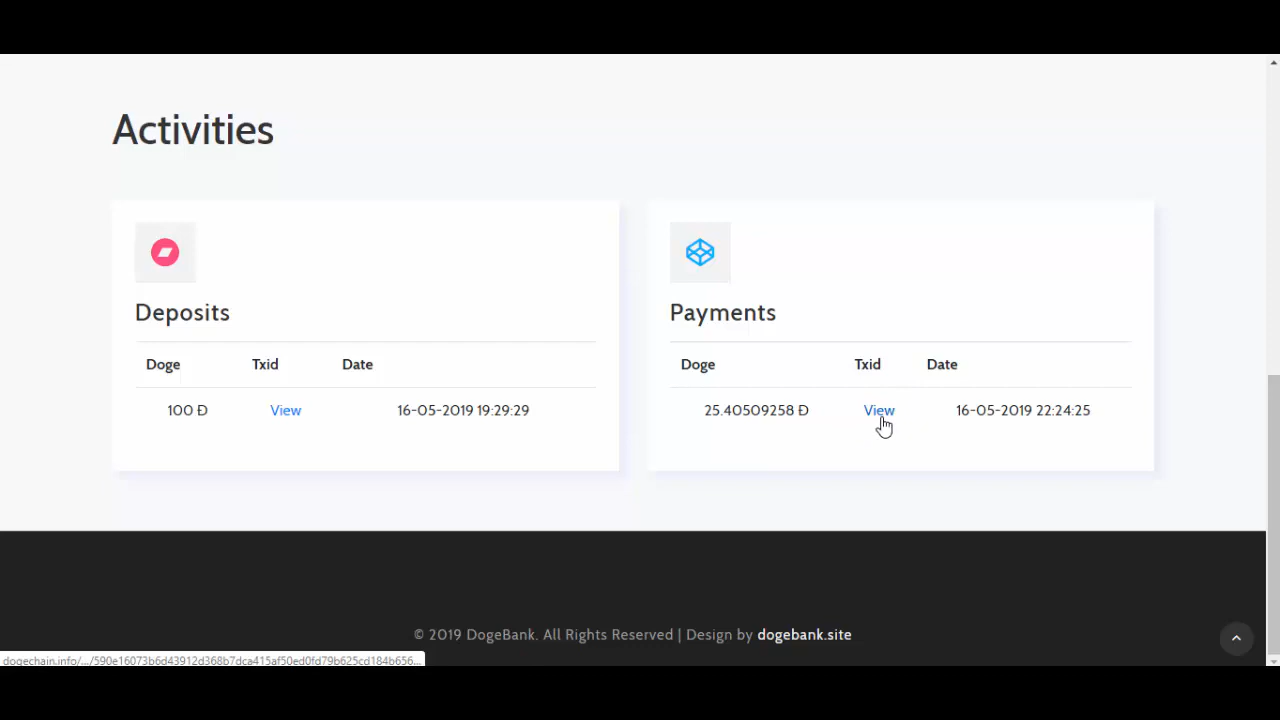 Activities
Deposits
Doge Txid Date
100 Đ View 16-05-2019 19:29:29
Payments
Doge Txid Date
25.40509258 Đ View 16-05-2019 22:24:25
© 2019 DogeBank. All Rights Reserved | Design by dogebank.site
dogechain.info/.../590e16073b6d43912d368b7dca415af50ed0fd79b625cd184b656...